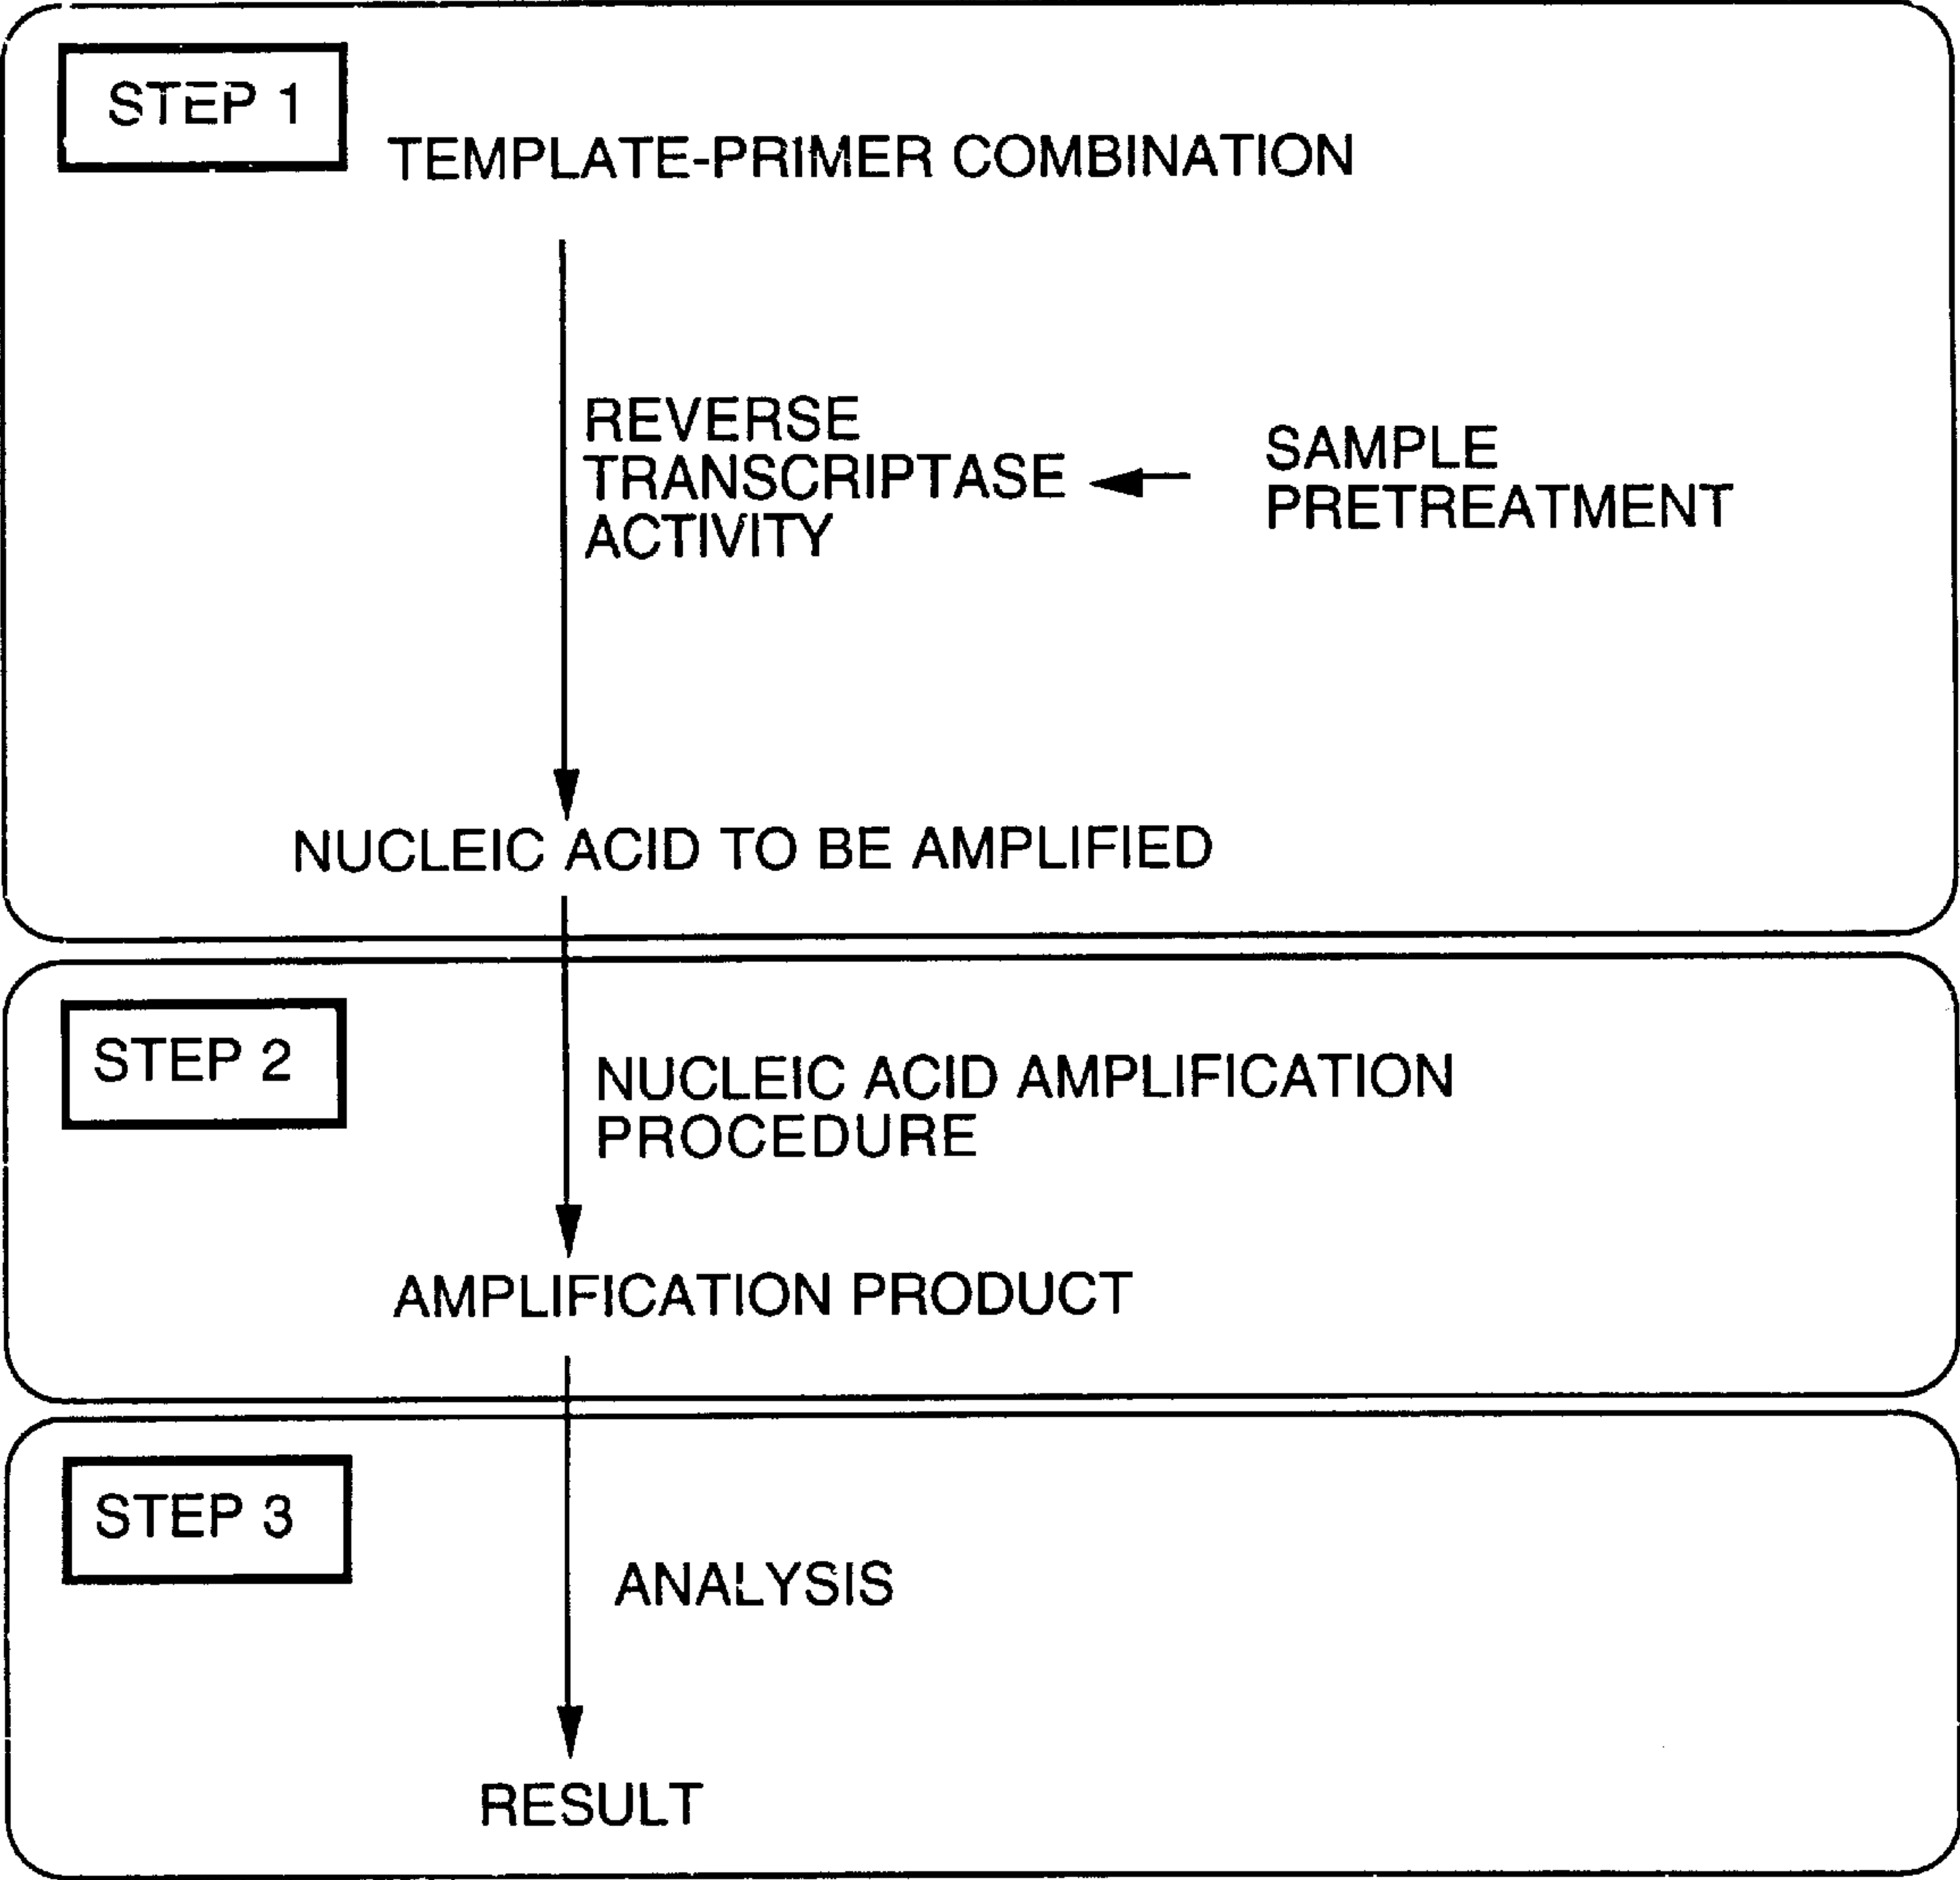 STEP 1
TEMPLATE-PRIMER COMBINATION
REVERSE
TRANSCRIPTASE
ACTIVITY
SAMPLE
PRETREATMENT
NUCLEIC ACID TO BE AMPLIFIED
STEP 2
NUCLEIC ACID AMPLIFICATION
PROCEDURE
AMPLIFICATION PRODUCT
STEP 3
ANALYSIS
RESULT